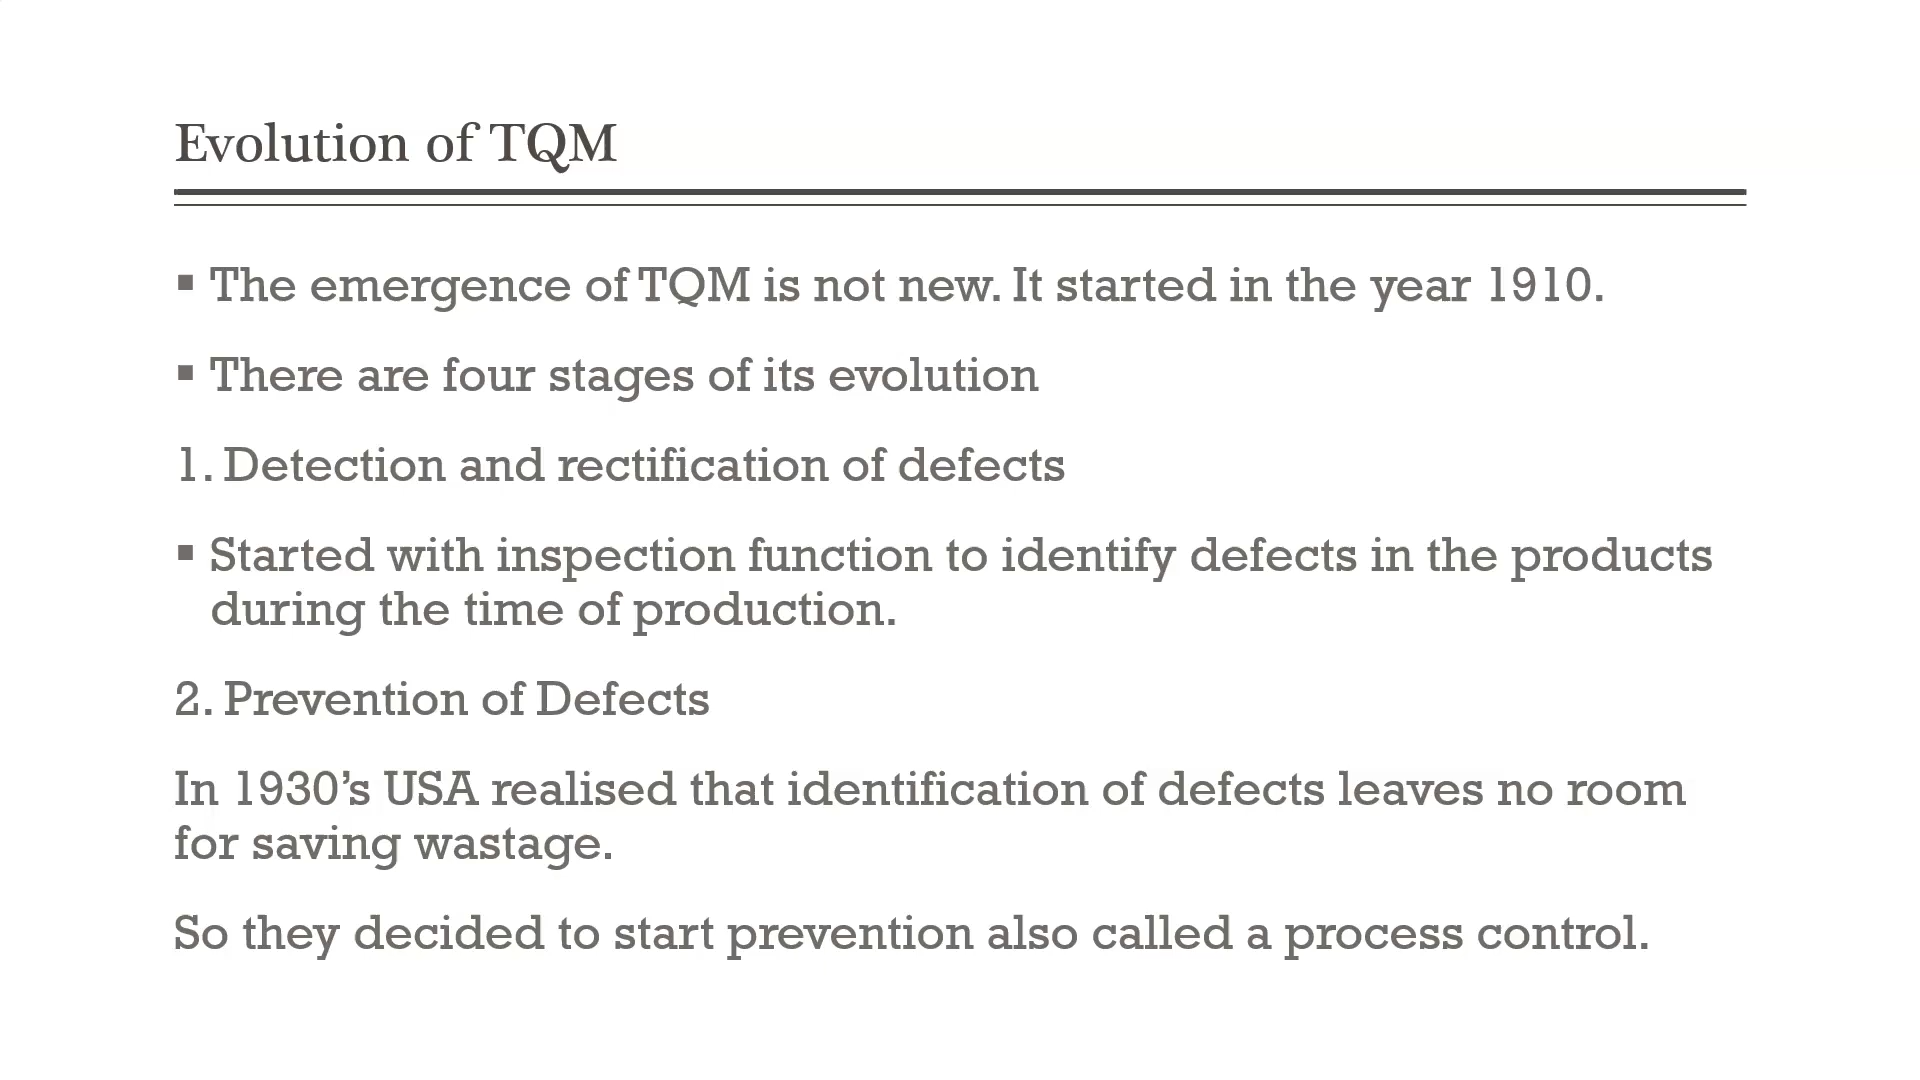 Evolution of TQM
▪ The emergence of TQM is not new. It started in the year 1910.
▪ There are four stages of its evolution
1. Detection and rectification of defects
▪ Started with inspection function to identify defects in the products
during the time of production.
2. Prevention of Defects
In 1930’s USA realised that identification of defects leaves no room
for saving wastage.
So they decided to start prevention also called a process control.